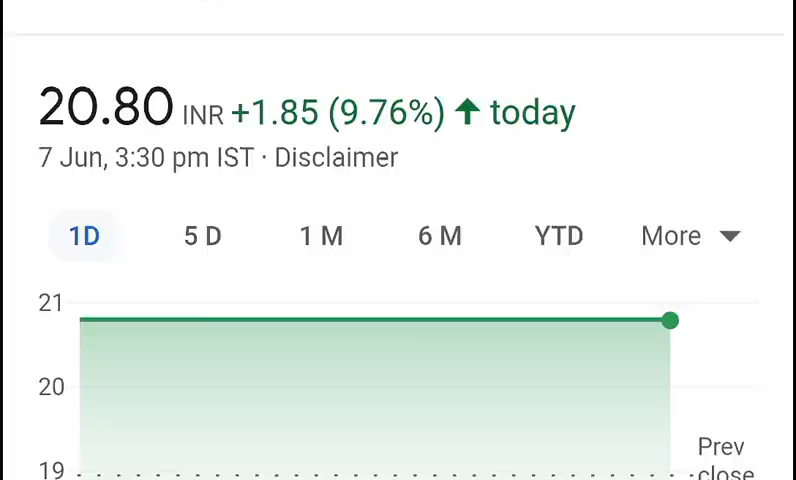 20.80 INR +1.85 (9.76%) ↑ today
7 Jun, 3:30 pm IST · Disclaimer
1D 5 D 1 M 6 M YTD More
21
20
19
Prev
close